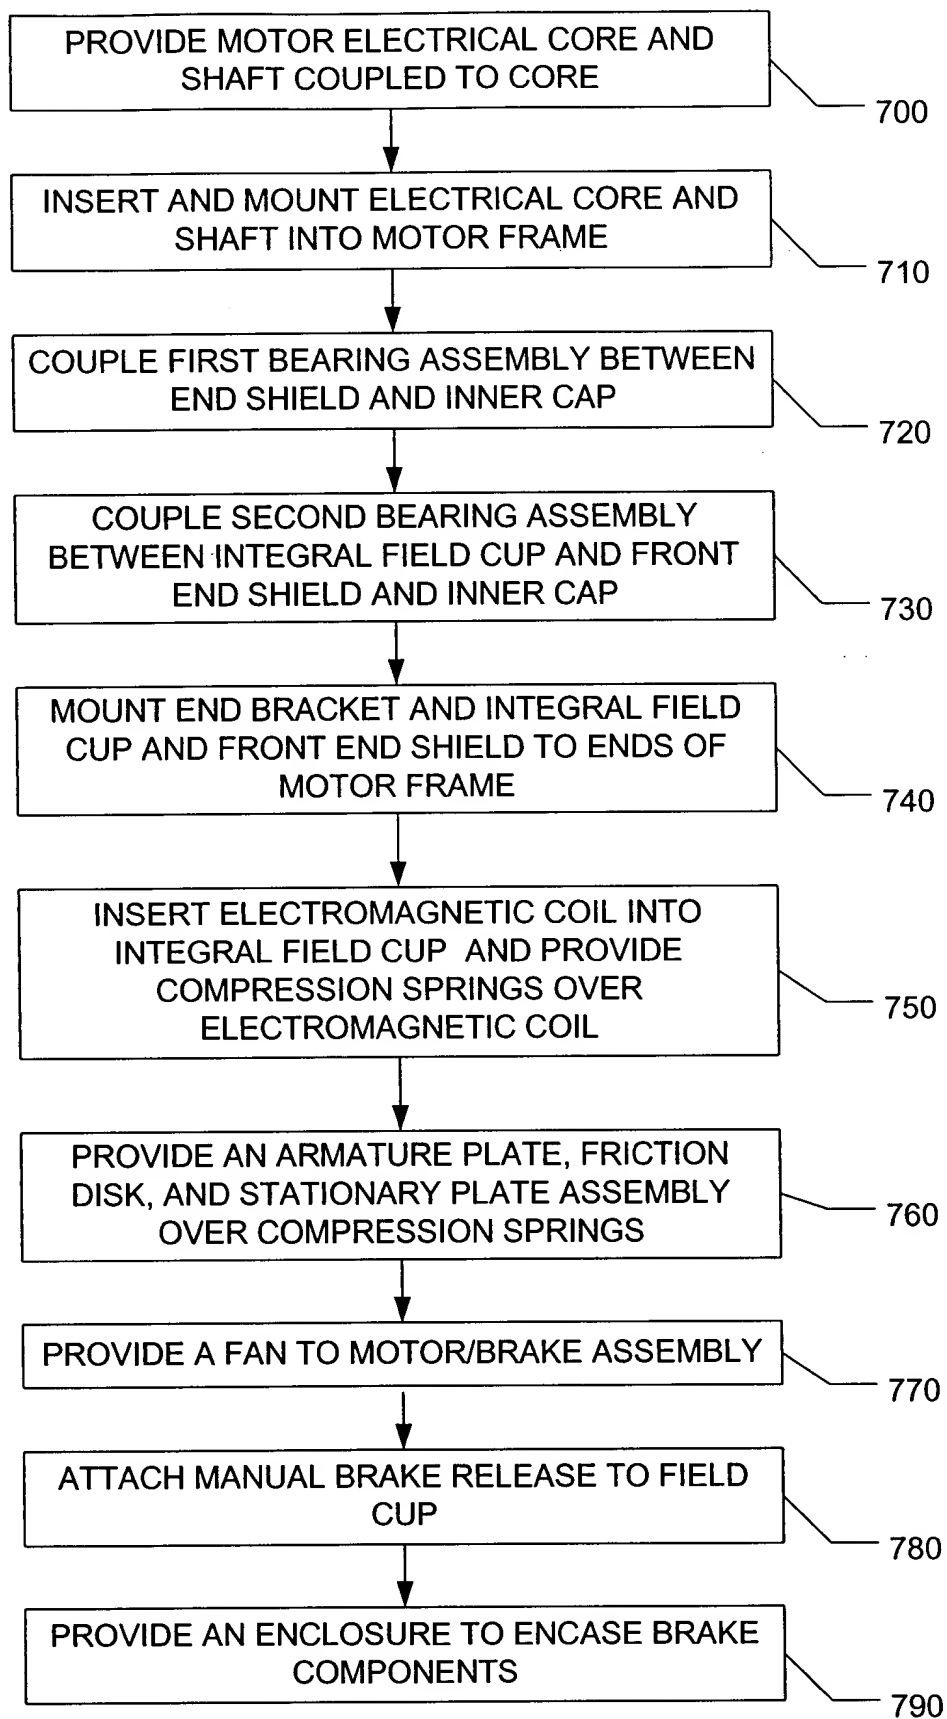 PROVIDE MOTOR ELECTRICAL CORE AND
SHAFT COUPLED TO CORE
700
INSERT AND MOUNT ELECTRICAL CORE AND
SHAFT INTO MOTOR FRAME
710
COUPLE FIRST BEARING ASSEMBLY BETWEEN
END SHIELD AND INNER CAP
720
COUPLE SECOND BEARING ASSEMBLY
BETWEEN INTEGRAL FIELD CUP AND FRONT
END SHIELD AND INNER CAP
730
MOUNT END BRACKET AND INTEGRAL FIELD
CUP AND FRONT END SHIELD TO ENDS OF
MOTOR FRAME
740
INSERT ELECTROMAGNETIC COIL INTO
INTEGRAL FIELD CUP AND PROVIDE
COMPRESSION SPRINGS OVER
ELECTROMAGNETIC COIL
750
PROVIDE AN ARMATURE PLATE, FRICTION
DISK, AND STATIONARY PLATE ASSEMBLY
OVER COMPRESSION SPRINGS
760
PROVIDE A FAN TO MOTOR/BRAKE ASSEMBLY
770
ATTACH MANUAL BRAKE RELEASE TO FIELD
CUP
780
PROVIDE AN ENCLOSURE TO ENCASE BRAKE
COMPONENTS
790